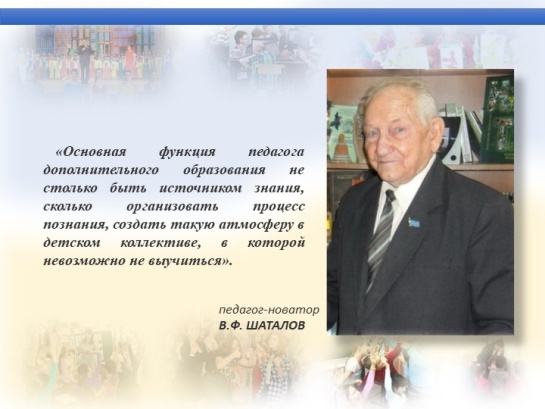 «Основная функция педагога
дополнительного образования не
столько быть источником знания,
сколько организовать процесс
познания, создать такую атмосферу в
детском коллективе, в которой
невозможно не выучиться».
педагог-новатор
В.Ф. ШАТАЛОВ